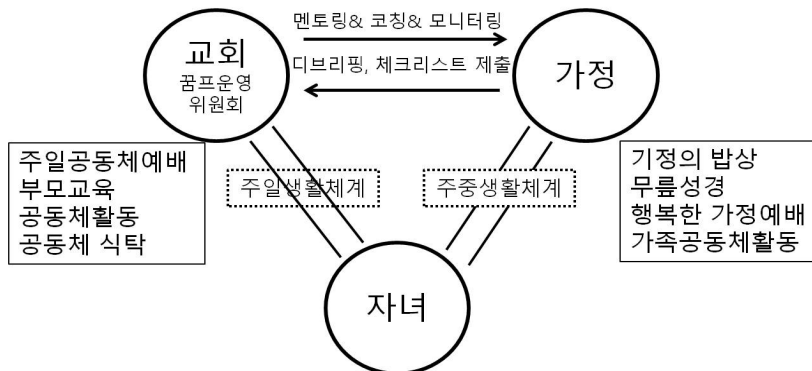 멘토링& 코칭& 모니터링
디브리핑, 체크리스트 제출
교회
꿈프운영
위원회
가정
주일공동체예배
부모교육
공동체활동
공동체 식탁
주일생활체계
주중생활체계
기정의 밥상
무릎성경
행복한 가정예배
가족공동체활동
자녀